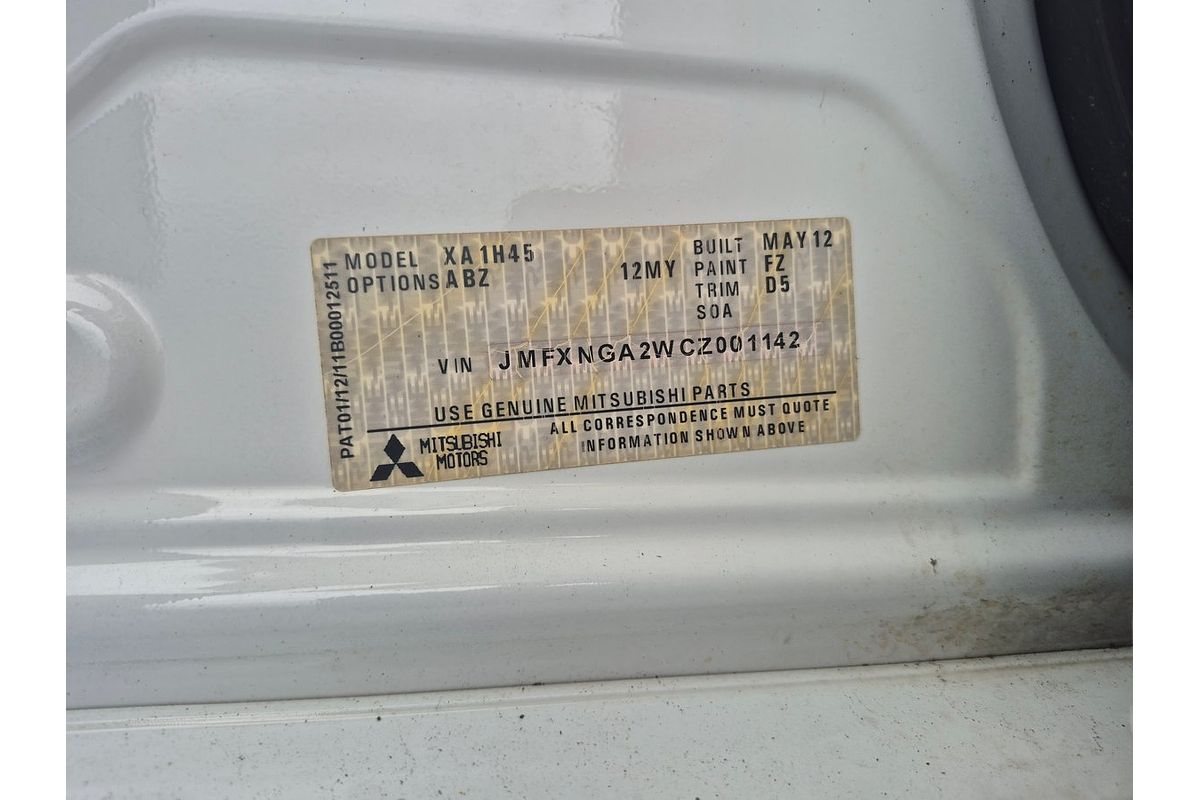 MODEL XA1H45 BUILT MAY12
OPTIONS ABZ 12MY PAINT FZ
TRIM D5
SOA
VIN JMFXNGA2WCZ001142
USE GENUINE MITSUBISHI PARTS
ALL CORRESPONDENCE MUST QUOTE
INFORMATION SHOWN ABOVE
MITSUBISHI
MOTORS
PAT01/12/11B00012511